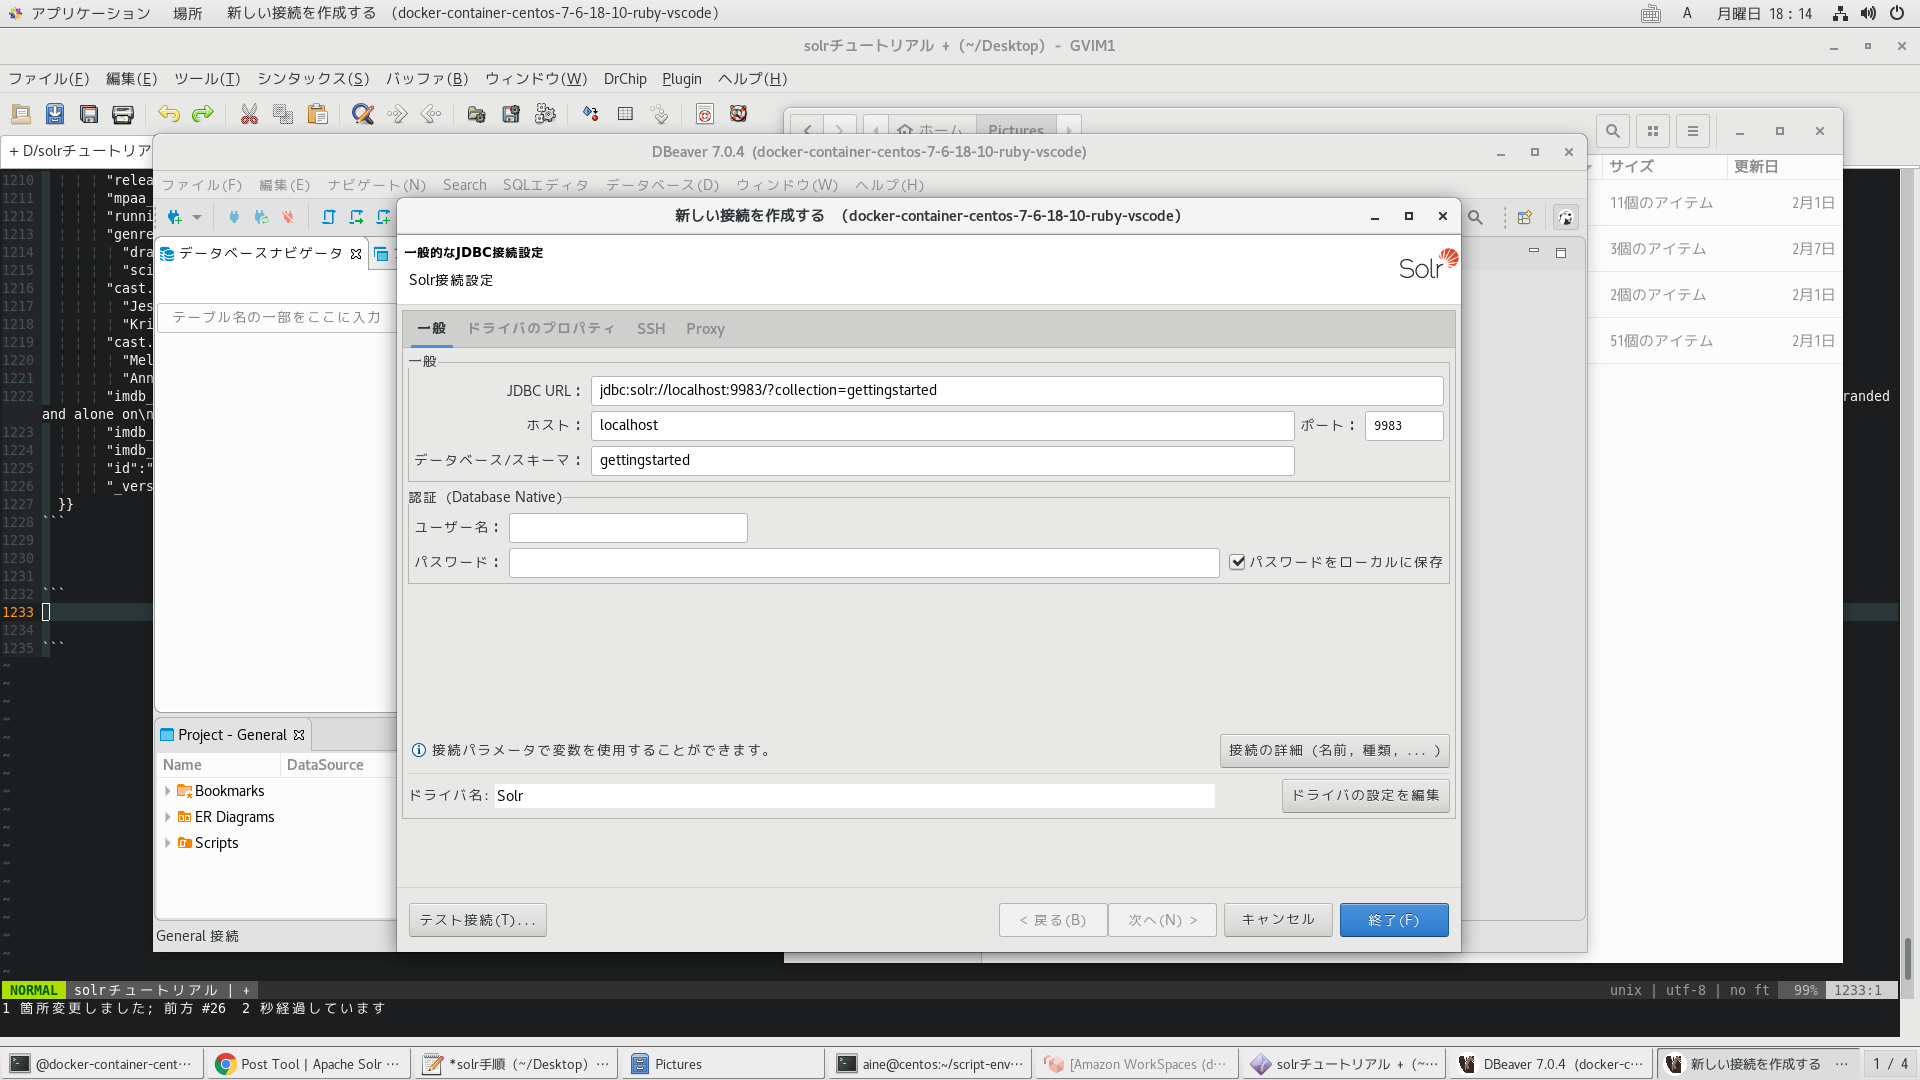 アプリケーション 場所 新しい接続を作成する (docker-container-centos-7-6-18-10-ruby-vscode) A 月曜日 18:14
solrチュートリアル + (~/Desktop) - GVIM1
ファイル(F) 編集(E) ツール(T) シンタックス(S) バッファ(B) ウィンドウ(W) DrChip Plugin ヘルプ(H)
ホーム Pictures
+ D/solrチュートリア
DBeaver 7.0.4 (docker-container-centos-7-6-18-10-ruby-vscode)
サイズ 更新日
ファイル(F) 編集(E) ナビゲート(N) Search SQLエディタ データベース(D) ウィンドウ(W) ヘルプ(H)
11個のアイテム 2月1日
3個のアイテム 2月7日
2個のアイテム 2月1日
51個のアイテム 2月1日
新しい接続を作成する (docker-container-centos-7-6-18-10-ruby-vscode)
一般的なJDBC接続設定
Solr接続設定
Solr
データベースナビゲータ
テーブル名の一部をここに入力
一般 ドライバのプロパティ SSH Proxy
一般
JDBC URL: jdbc:solr://localhost:9983/?collection=gettingstarted
ホスト: localhost ポート: 9983
データベース/スキーマ: gettingstarted
認証 (Database Native)
ユーザー名:
パスワード: パスワードをローカルに保存
接続パラメータで変数を使用することができます。 接続の詳細 (名前, 種類, ... )
ドライバ名: Solr ドライバの設定を編集
テスト接続(T)... < 戻る(B) 次へ(N) > キャンセル 終了(F)
Project - General
Name DataSource
Bookmarks
ER Diagrams
Scripts
General 接続
1210 "relea
1211 "mpaa_
1212 "runni
1213 "genre
1214 "dra
1215 "sci
1216 "cast.
1217 "Jes
1218 "Kri
1219 "cast.
1220 "Mel
1221 "Ann
1222 "imdb_ randed
and alone on\n
1223 "imdb_
1224 "imdb_
1225 "id":"
1226 "_vers
1227 }}
1228 ```
1229
1230
1231
1232 ```
1233
1234
1235 ```
NORMAL solrチュートリアル | + unix | utf-8 | no ft 99% 1233:1
1 箇所変更しました; 前方 #26 2 秒経過しています
@docker-container-cent… Post Tool | Apache Solr … *solr手順 (~/Desktop) … Pictures aine@centos:~/script-env… [Amazon WorkSpaces (d… solrチュートリアル + (~… DBeaver 7.0.4 (docker-c… 新しい接続を作成する … 1 / 4